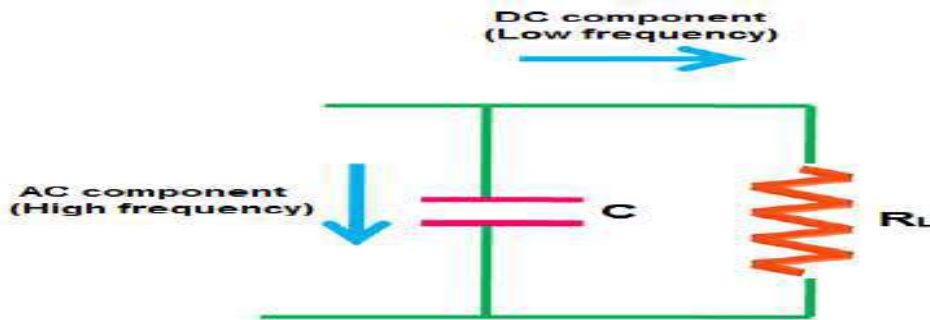 DC component
(Low frequency)
AC component
(High frequency)
C
RL